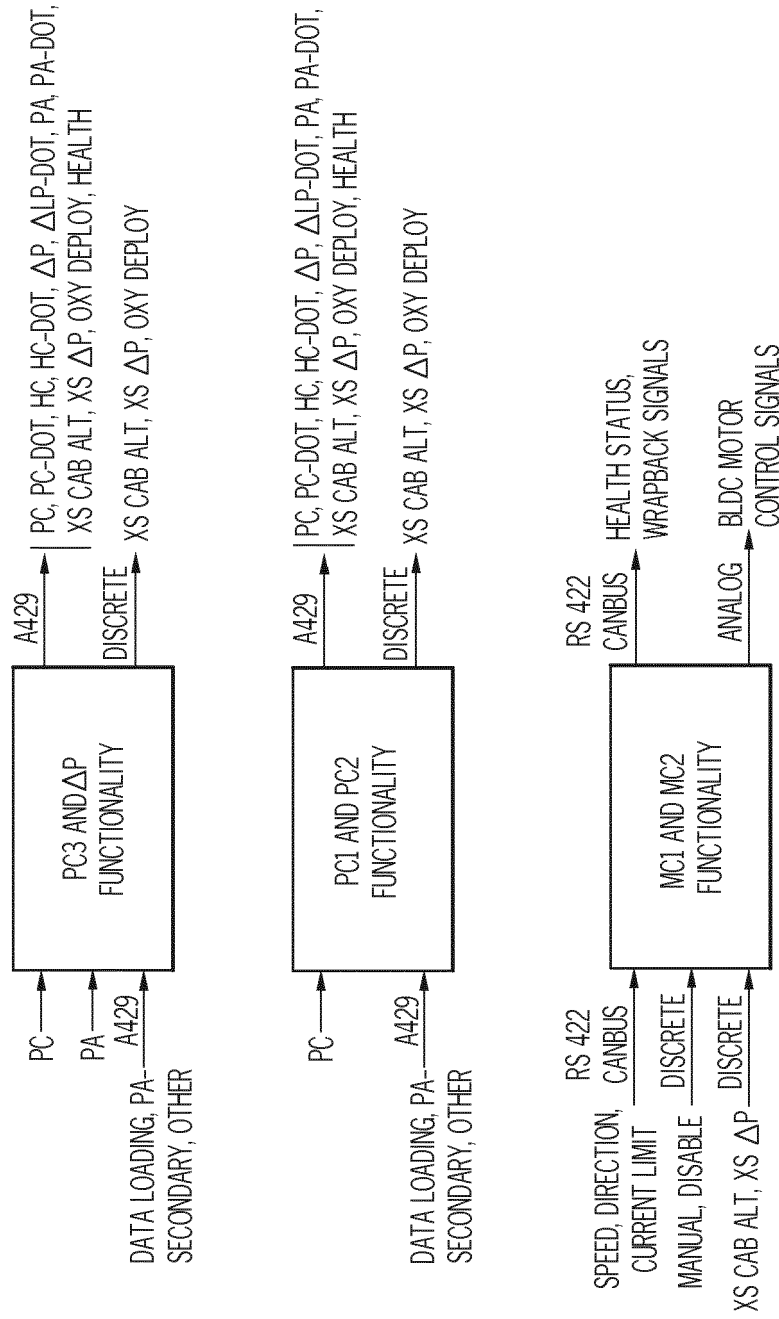 PC
PA
A429
DATA LOADING, PA-
SECONDARY, OTHER
PC3 AND ΔP
FUNCTIONALITY
A429
PC, PC-DOT, HC, HC-DOT, ΔP, ΔLP-DOT, PA, PA-DOT,
XS CAB ALT, XS ΔP, OXY DEPLOY, HEALTH
DISCRETE
XS CAB ALT, XS ΔP, OXY DEPLOY
PC
A429
DATA LOADING, PA-
SECONDARY, OTHER
PC1 AND PC2
FUNCTIONALITY
A429
PC, PC-DOT, HC, HC-DOT, ΔP, ΔLP-DOT, PA, PA-DOT,
XS CAB ALT, XS ΔP, OXY DEPLOY, HEALTH
DISCRETE
XS CAB ALT, XS ΔP, OXY DEPLOY
RS 422
CANBUS
SPEED, DIRECTION,
CURRENT LIMIT
DISCRETE
MANUAL, DISABLE
DISCRETE
XS CAB ALT, XS ΔP
MC1 AND MC2
FUNCTIONALITY
RS 422
CANBUS
HEALTH STATUS,
WRAPBACK SIGNALS
ANALOG
BLDC MOTOR
CONTROL SIGNALS